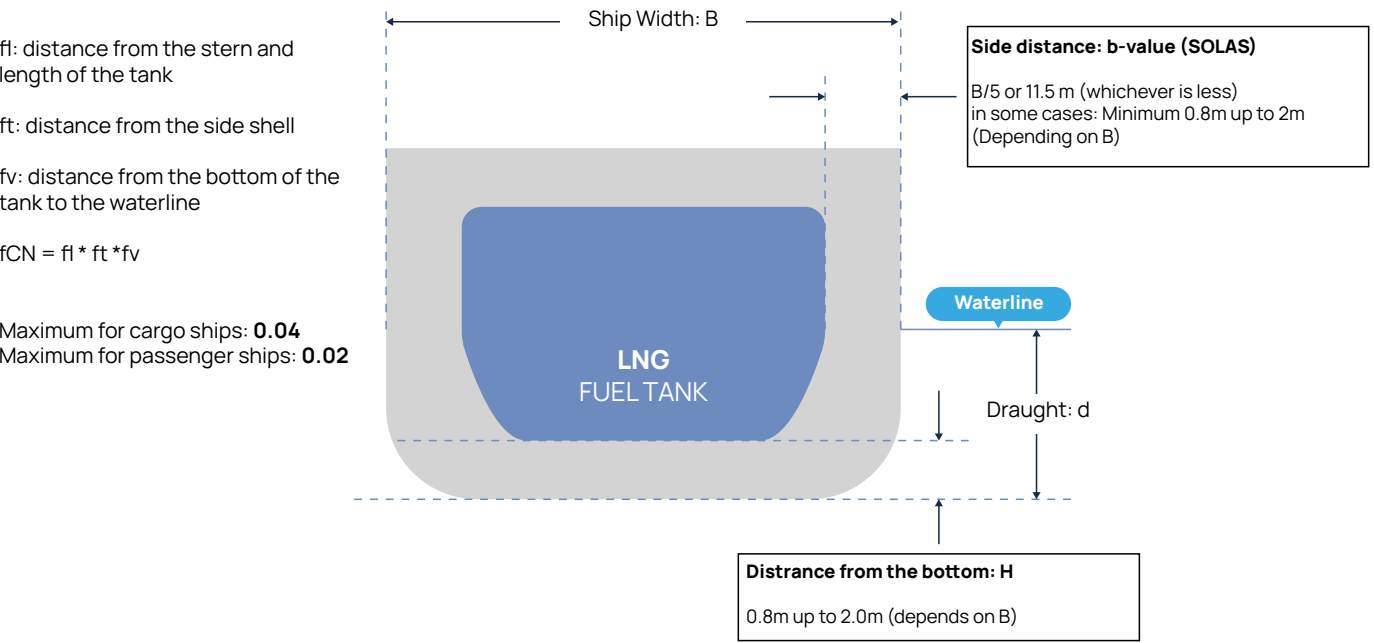 Ship Width: B
fl: distance from the stern and
length of the tank
ft: distance from the side shell
fv: distance from the bottom of the
tank to the waterline
fCN = fl * ft *fv
Maximum for cargo ships: 0.04
Maximum for passenger ships: 0.02
Side distance: b-value (SOLAS)
B/5 or 11.5 m (whichever is less)
in some cases: Minimum 0.8m up to 2m
(Depending on B)
Waterline
LNG
FUEL TANK
Draught: d
Distrance from the bottom: H
0.8m up to 2.0m (depends on B)